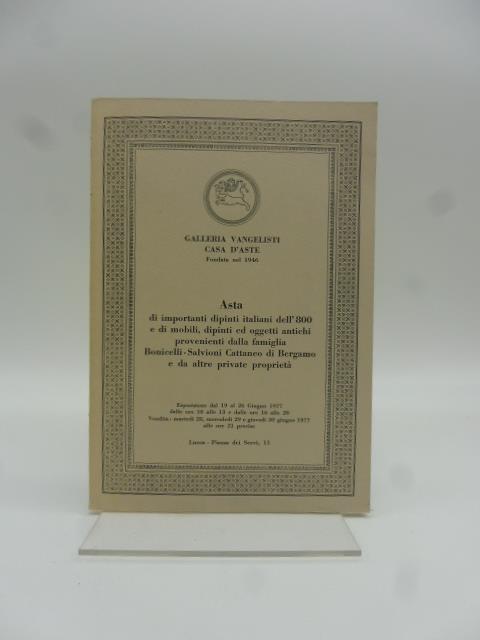 GALLERIA VANGELISTI
CASA D'ASTE
Fondata nel 1946
Asta
di importanti dipinti italiani dell'800
e di mobili, dipinti ed oggetti antichi
provenienti dalla famiglia
Bonicelli - Salvioni Cattaneo di Bergamo
e da altre private proprietà
Esposizione dal 19 al 26 Giugno 1977
dalle ore 10 alle 13 e dalle ore 16 alle 20
Vendita: martedì 28, mercoledì 29 e giovedì 30 giugno 1977
alle ore 21 precise
Lucca - Piazza dei Servi, 13